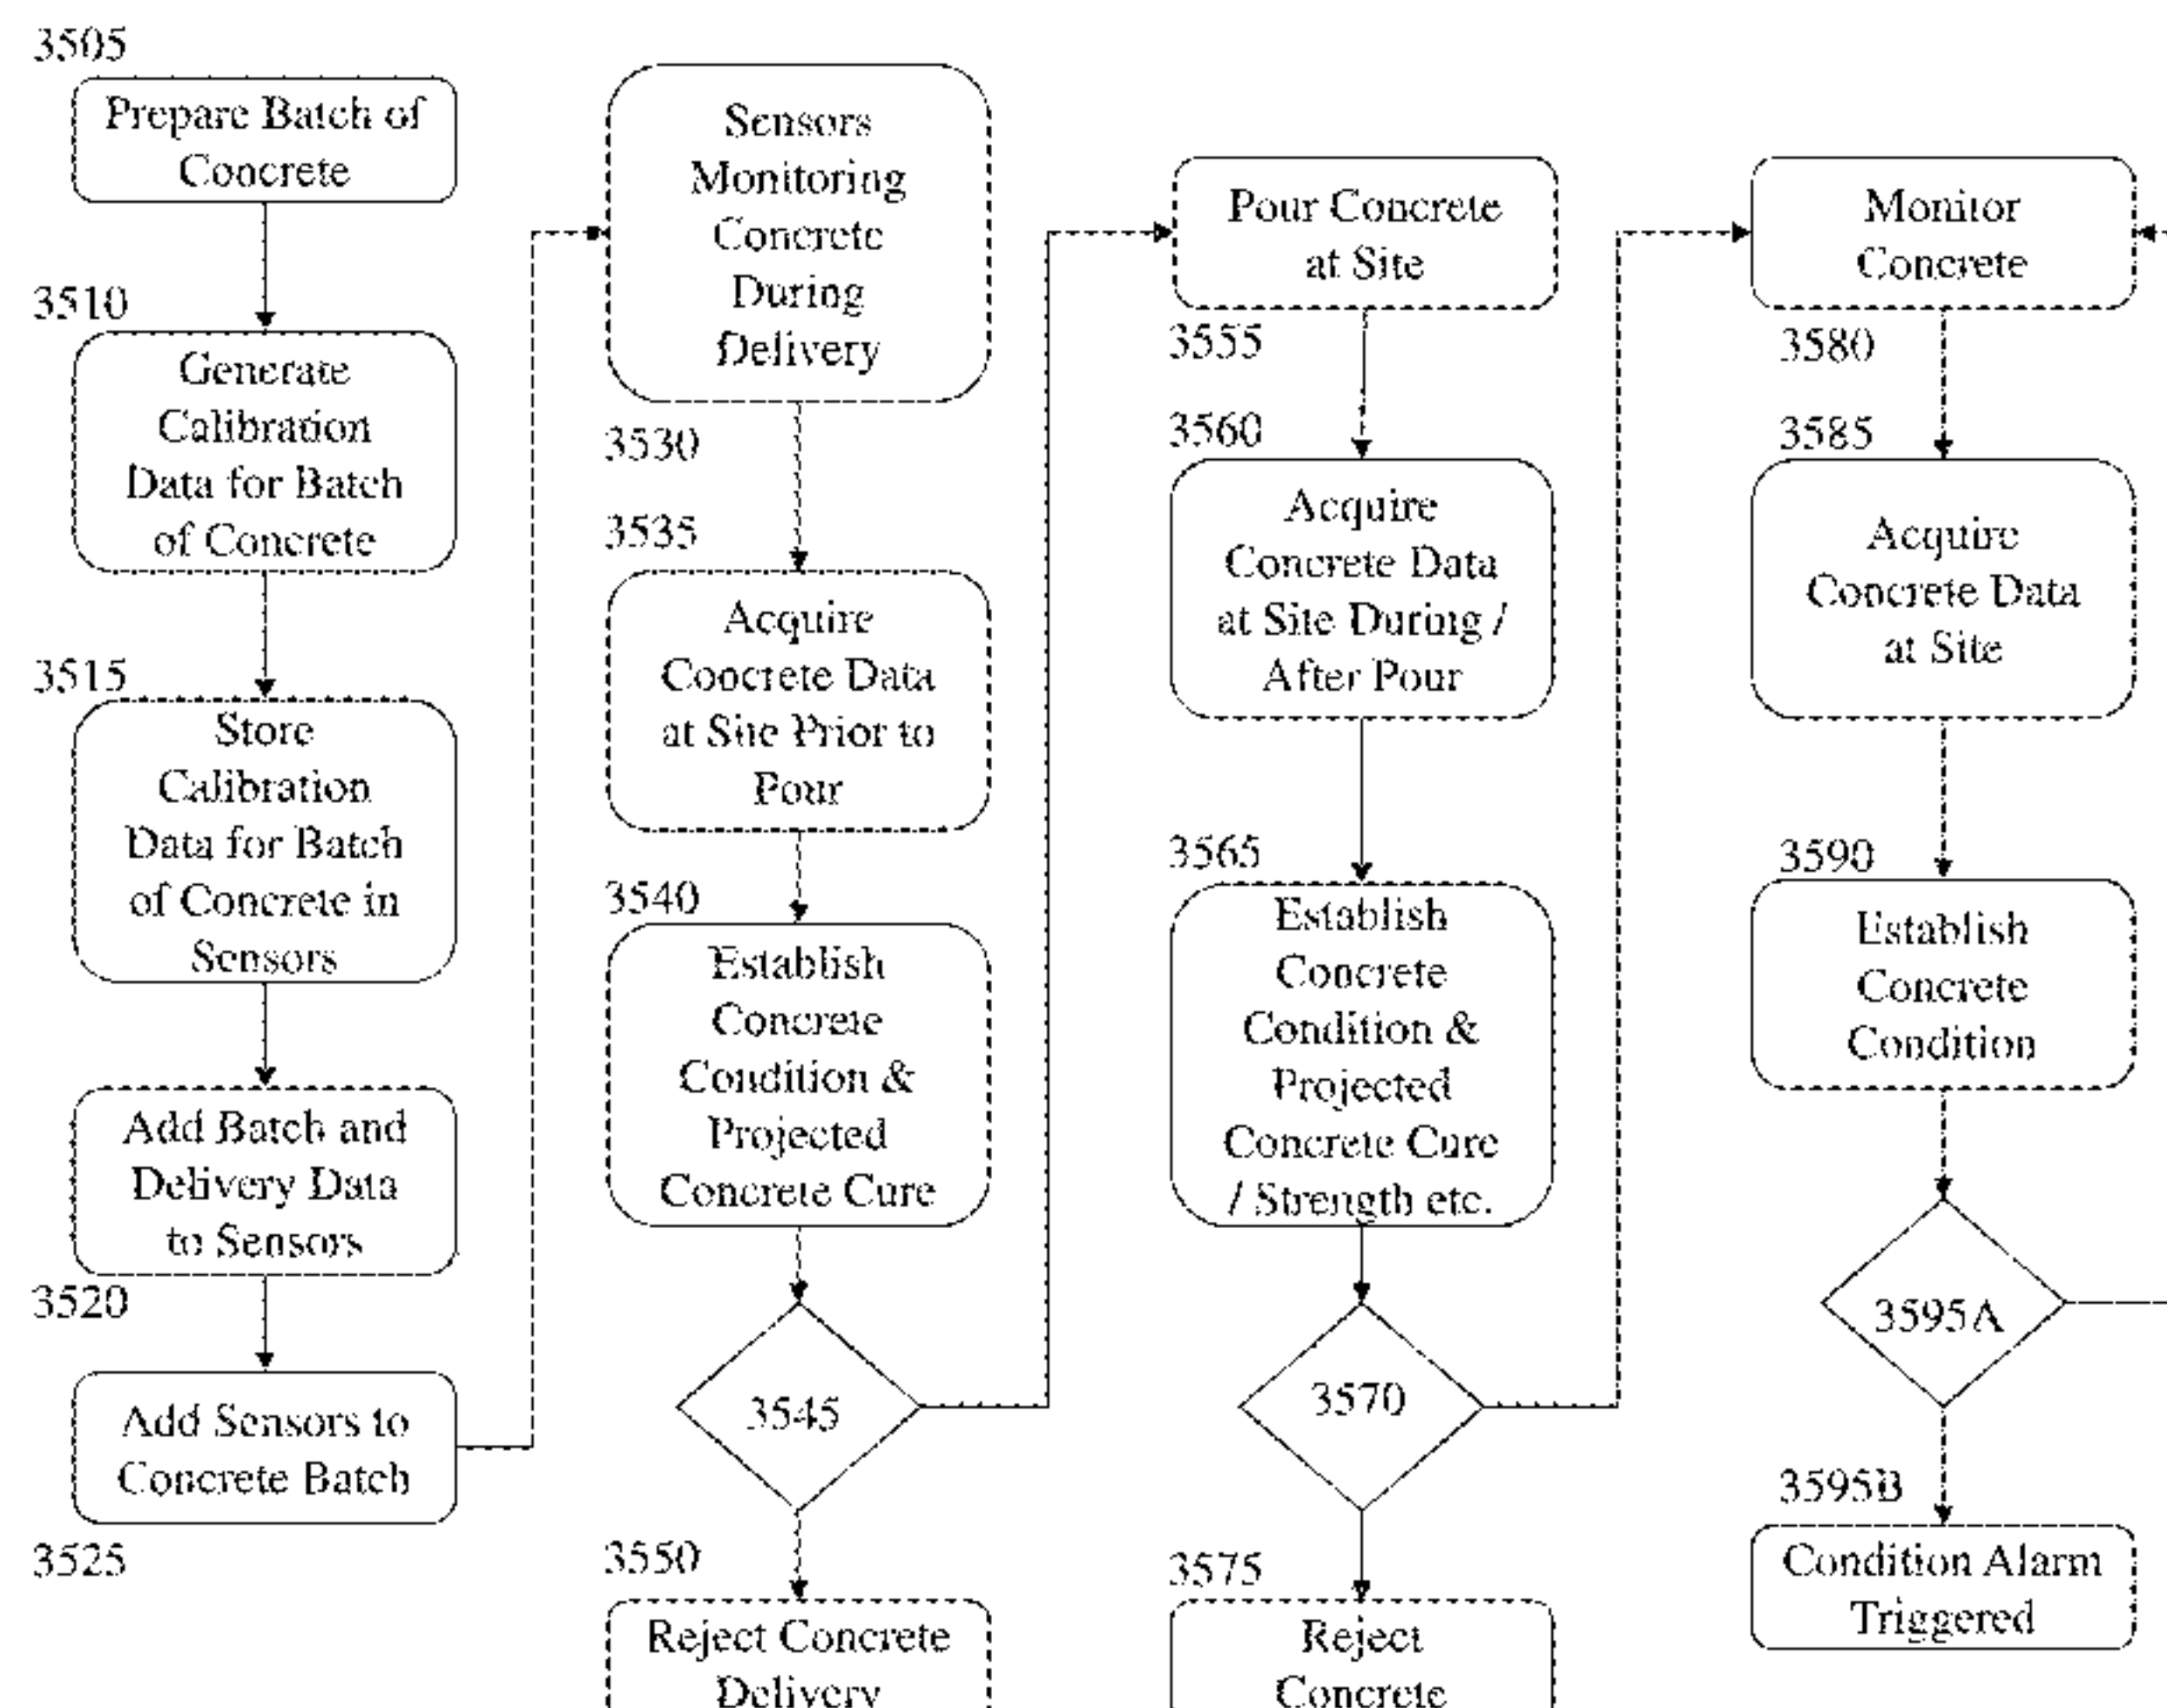 3505
Prepare Batch of
Concrete
3510
Generate
Calibration
Data for Batch
of Concrete
3515
Store
Calibration
Data for Batch
of Concrete in
Sensors
Add Batch and
Delivery Data
to Sensors
3520
Add Sensors to
Concrete Batch
3525
Sensors
Monitoring
Concrete
During
Delivery
3530
3535
Acquire
Concrete Data
at Site Prior to
Pour
3540
Establish
Concrete
Condition &
Projected
Concrete Cure
3545
3550
Reject Concrete
Delivery
Pour Concrete
at Site
3555
3560
Acquire
Concrete Data
at Site During /
After Pour
3565
Establish
Concrete
Condition &
Projected
Concrete Cure
/ Strength etc.
3570
3575
Reject
Concrete
Monitor
Concrete
3580
3585
Acquire
Concrete Data
at Site
3590
Establish
Concrete
Condition
3595A
3595B
Condition Alarm
Triggered